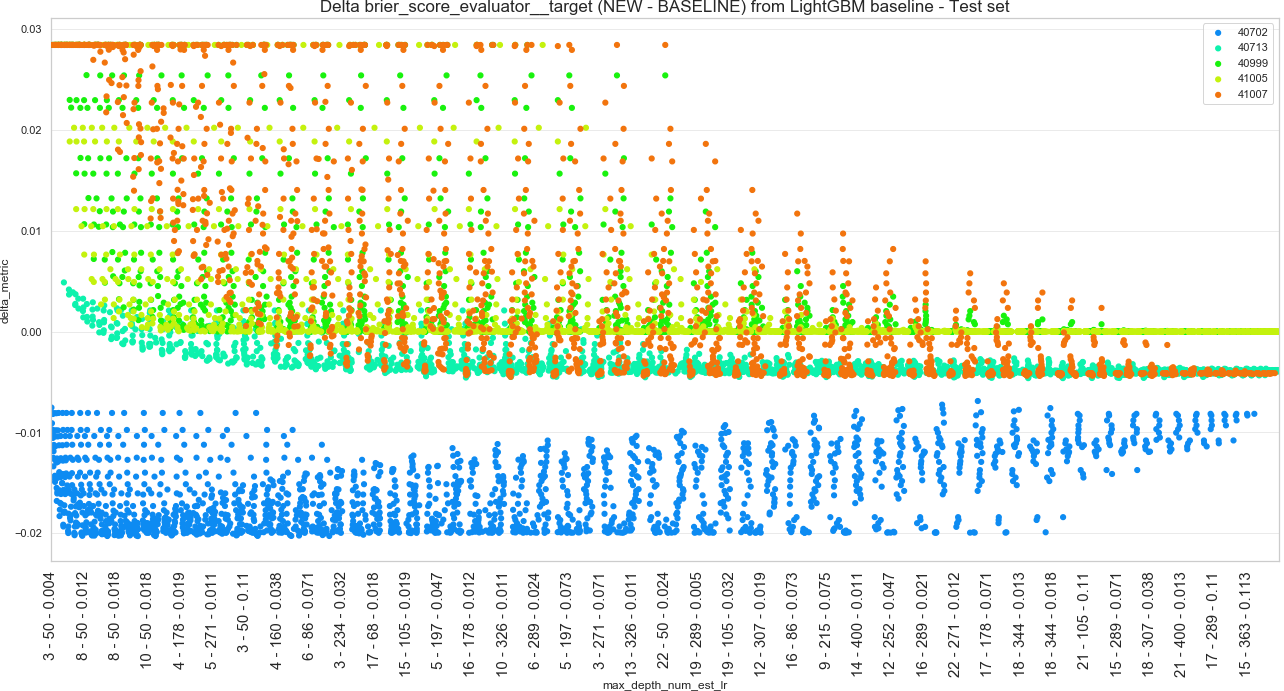 Delta brier_score_evaluator__target (NEW - BASELINE) from LightGBM baseline - Test set
40702
40713
40999
41005
41007
0.03
0.02
0.01
0.00
−0.01
−0.02
delta_metric
3 - 50 - 0.004
8 - 50 - 0.012
8 - 50 - 0.018
10 - 50 - 0.018
4 - 178 - 0.019
5 - 271 - 0.011
3 - 50 - 0.11
4 - 160 - 0.038
6 - 86 - 0.071
3 - 234 - 0.032
17 - 68 - 0.018
15 - 105 - 0.019
5 - 197 - 0.047
16 - 178 - 0.012
10 - 326 - 0.011
6 - 289 - 0.024
5 - 197 - 0.073
3 - 271 - 0.071
13 - 326 - 0.011
22 - 50 - 0.024
19 - 289 - 0.005
19 - 105 - 0.032
12 - 307 - 0.019
16 - 86 - 0.073
9 - 215 - 0.075
14 - 400 - 0.011
12 - 252 - 0.047
16 - 289 - 0.021
22 - 271 - 0.012
17 - 178 - 0.071
18 - 344 - 0.013
18 - 344 - 0.018
21 - 105 - 0.11
15 - 289 - 0.071
18 - 307 - 0.038
21 - 400 - 0.013
17 - 289 - 0.11
15 - 363 - 0.113
max_depth_num_est_lr